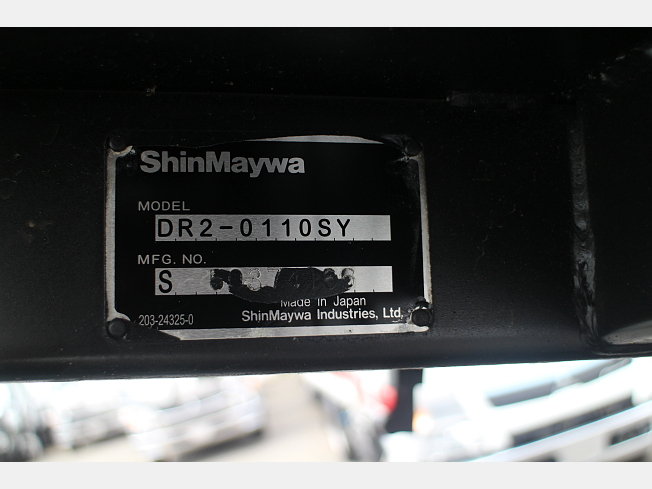 ShinMaywa
MODEL
DR2-0110SY
MFG. NO.
S
Made in Japan
203-24325-0
ShinMaywa Industries, Ltd.